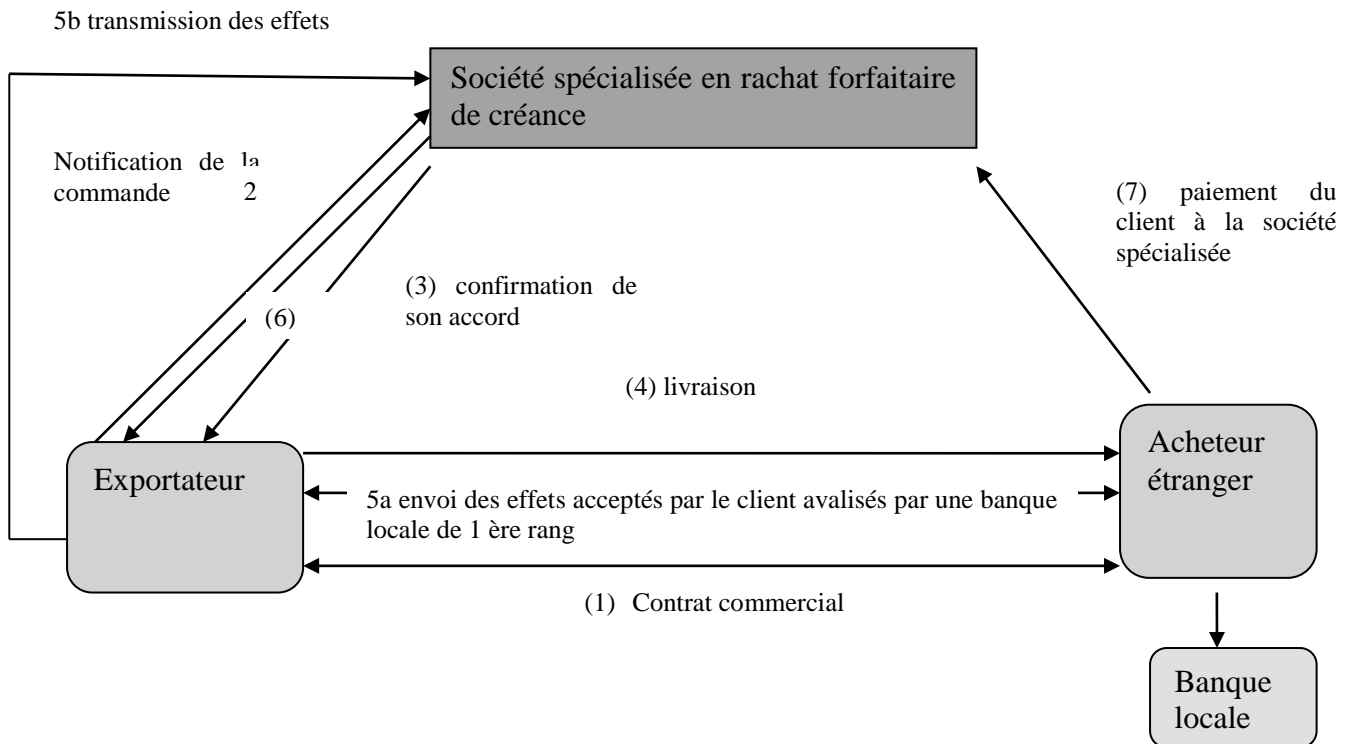 5b transmission des effets
Société spécialisée en rachat forfaitaire
de créance
Notification de la
commande 2
(7) paiement du
client à la société
spécialisée
(3) confirmation de
son accord
(6)
(4) livraison
Exportateur
Acheteur
étranger
5a envoi des effets acceptés par le client avalisés par une banque
locale de 1 ère rang
(1) Contrat commercial
Banque
locale